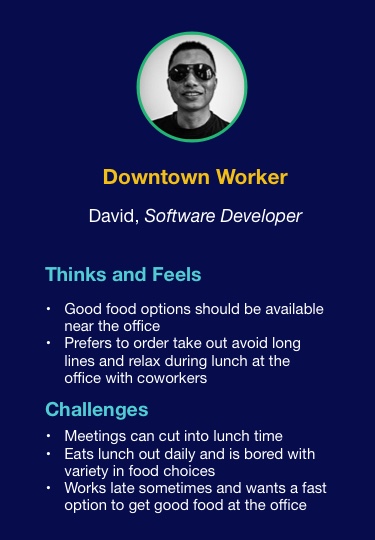 Downtown Worker
David, Software Developer
Thinks and Feels
• Good food options should be available
near the office
• Prefers to order take out avoid long
lines and relax during lunch at the
office with coworkers
Challenges
• Meetings can cut into lunch time
• Eats lunch out daily and is bored with
variety in food choices
• Works late sometimes and wants a fast
option to get good food at the office